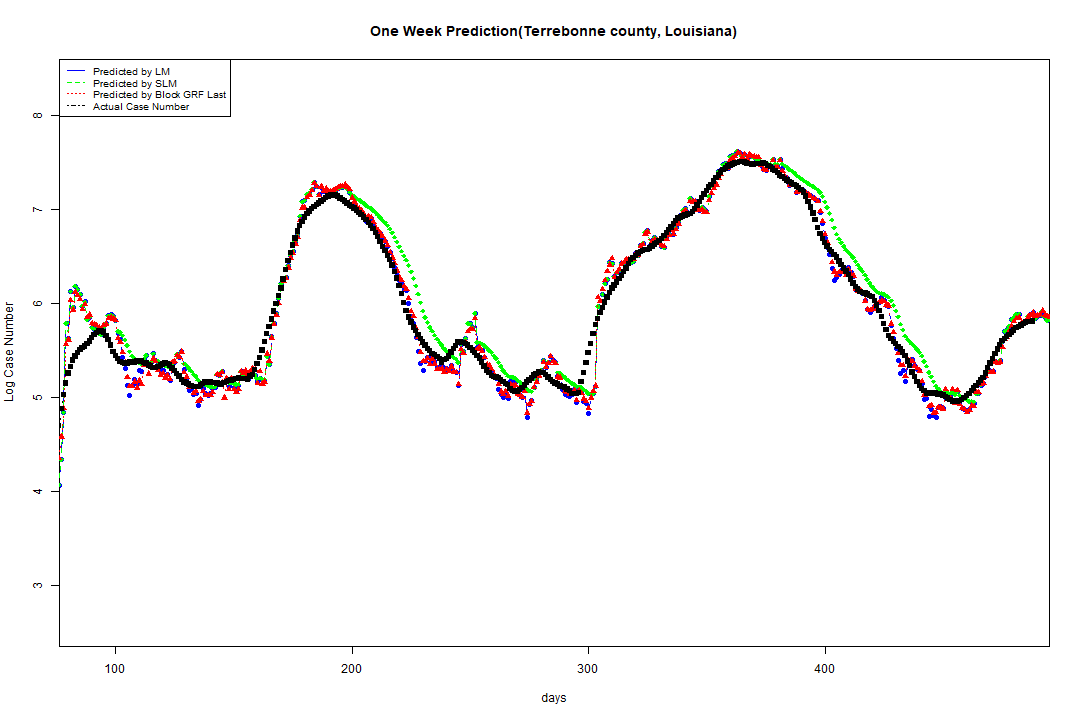 One Week Prediction(Terrebonne county, Louisiana)
Predicted by LM
Predicted by SLM
Predicted by Block GRF Last
Actual Case Number
8
7
6
5
4
3
Log Case Number
100 200 300 400
days